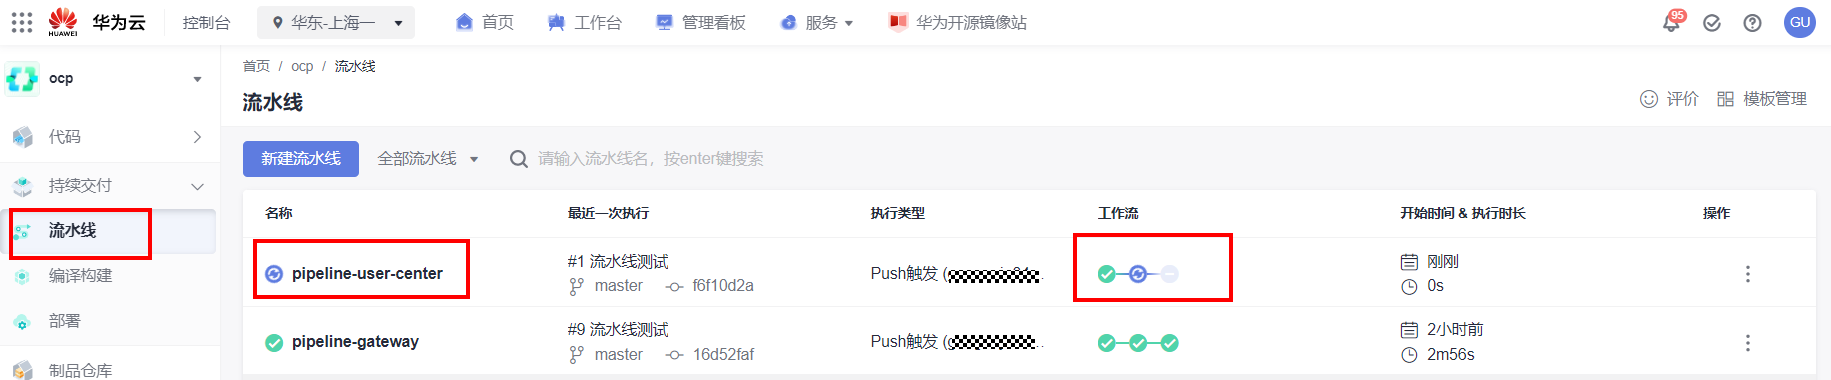 HUAWEI 华为云 控制台 华东-上海一 首页 工作台 管理看板 服务 华为开源镜像站 95 GU
ocp
首页 / ocp / 流水线
流水线
评价 模板管理
代码
新建流水线 全部流水线 请输入流水线名，按enter键搜索
持续交付
名称 最近一次执行 执行类型 工作流 开始时间 & 执行时长 操作
流水线
pipeline-user-center #1 流水线测试 Push触发 ( 刚刚
master f6f10d2a 0s
编译构建
部署
pipeline-gateway #9 流水线测试 Push触发 ( 2小时前
master 16d52faf 2m56s
制品仓库